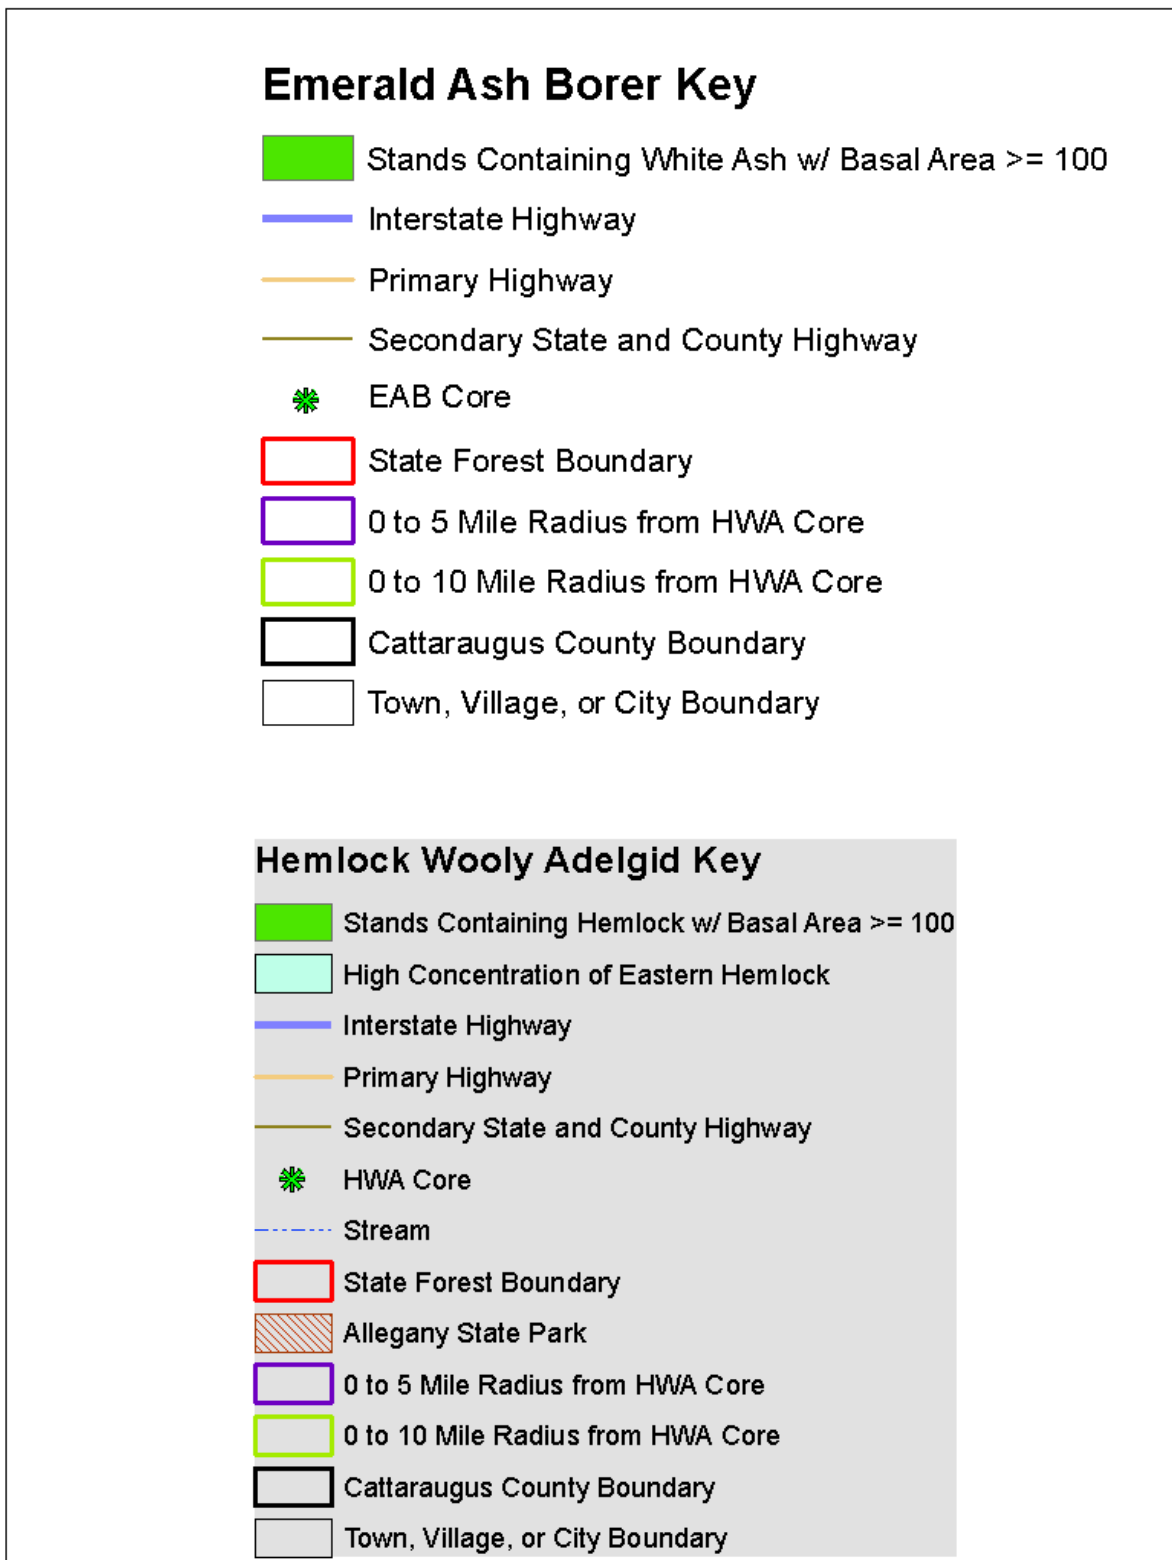 Emerald Ash Borer Key
Stands Containing White Ash w/ Basal Area >= 100
Interstate Highway
Primary Highway
Secondary State and County Highway
EAB Core
State Forest Boundary
0 to 5 Mile Radius from HWA Core
0 to 10 Mile Radius from HWA Core
Cattaraugus County Boundary
Town, Village, or City Boundary
Hemlock Wooly Adelgid Key
Stands Containing Hemlock w/ Basal Area >= 100
High Concentration of Eastern Hemlock
Interstate Highway
Primary Highway
Secondary State and County Highway
HWA Core
Stream
State Forest Boundary
Allegany State Park
0 to 5 Mile Radius from HWA Core
0 to 10 Mile Radius from HWA Core
Cattaraugus County Boundary
Town, Village, or City Boundary